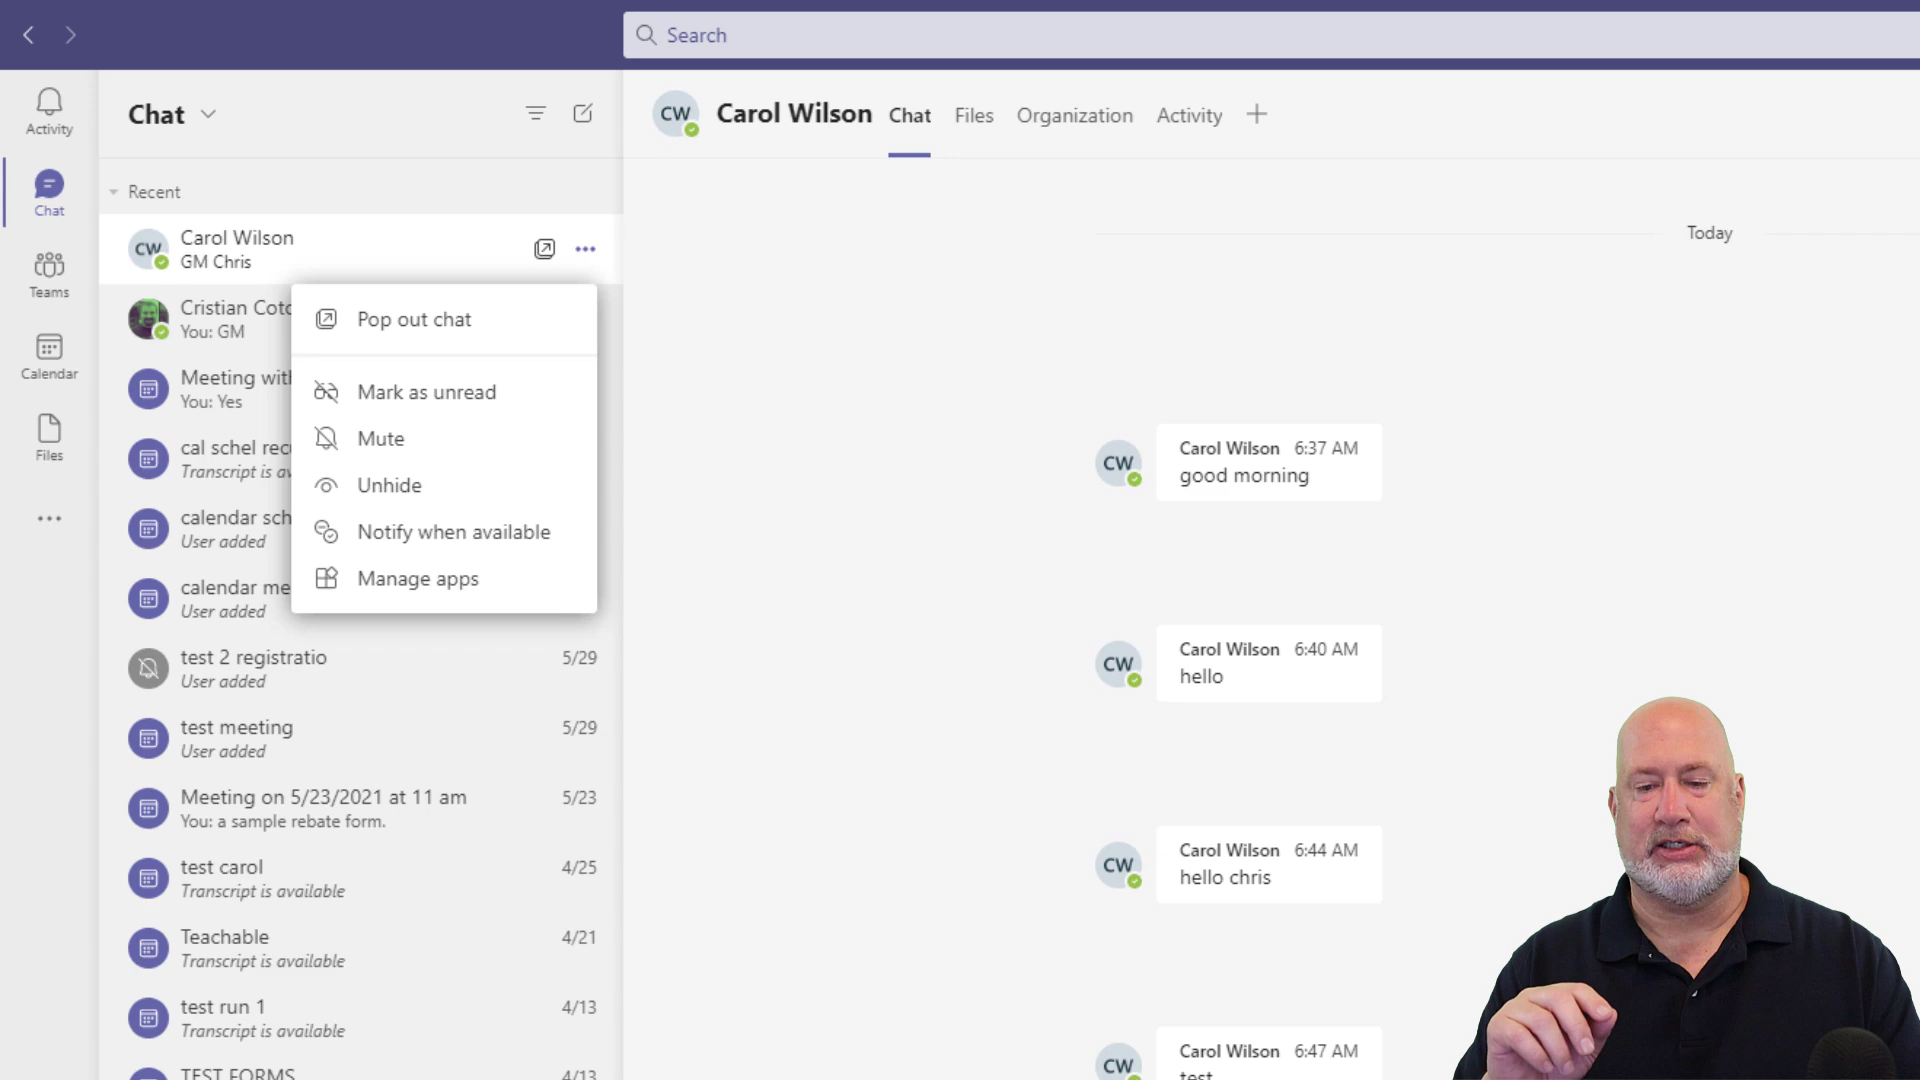 Search
Activity
Chat
Teams
Calendar
Files
Chat
Recent
Carol Wilson
GM Chris
Cristian Coto
You: GM
Meeting with
You: Yes
cal schel rec
Transcript is av
calendar sch
User added
calendar me
User added
test 2 registratio 5/29
User added
test meeting 5/29
User added
Meeting on 5/23/2021 at 11 am 5/23
You: a sample rebate form.
test carol 4/25
Transcript is available
Teachable 4/21
Transcript is available
test run 1 4/13
Transcript is available
TEST FORMS 4/13
Pop out chat
Mark as unread
Mute
Unhide
Notify when available
Manage apps
CW Carol Wilson Chat Files Organization Activity
Today
CW
Carol Wilson 6:37 AM
good morning
CW
Carol Wilson 6:40 AM
hello
CW
Carol Wilson 6:44 AM
hello chris
CW
Carol Wilson 6:47 AM
test
CW